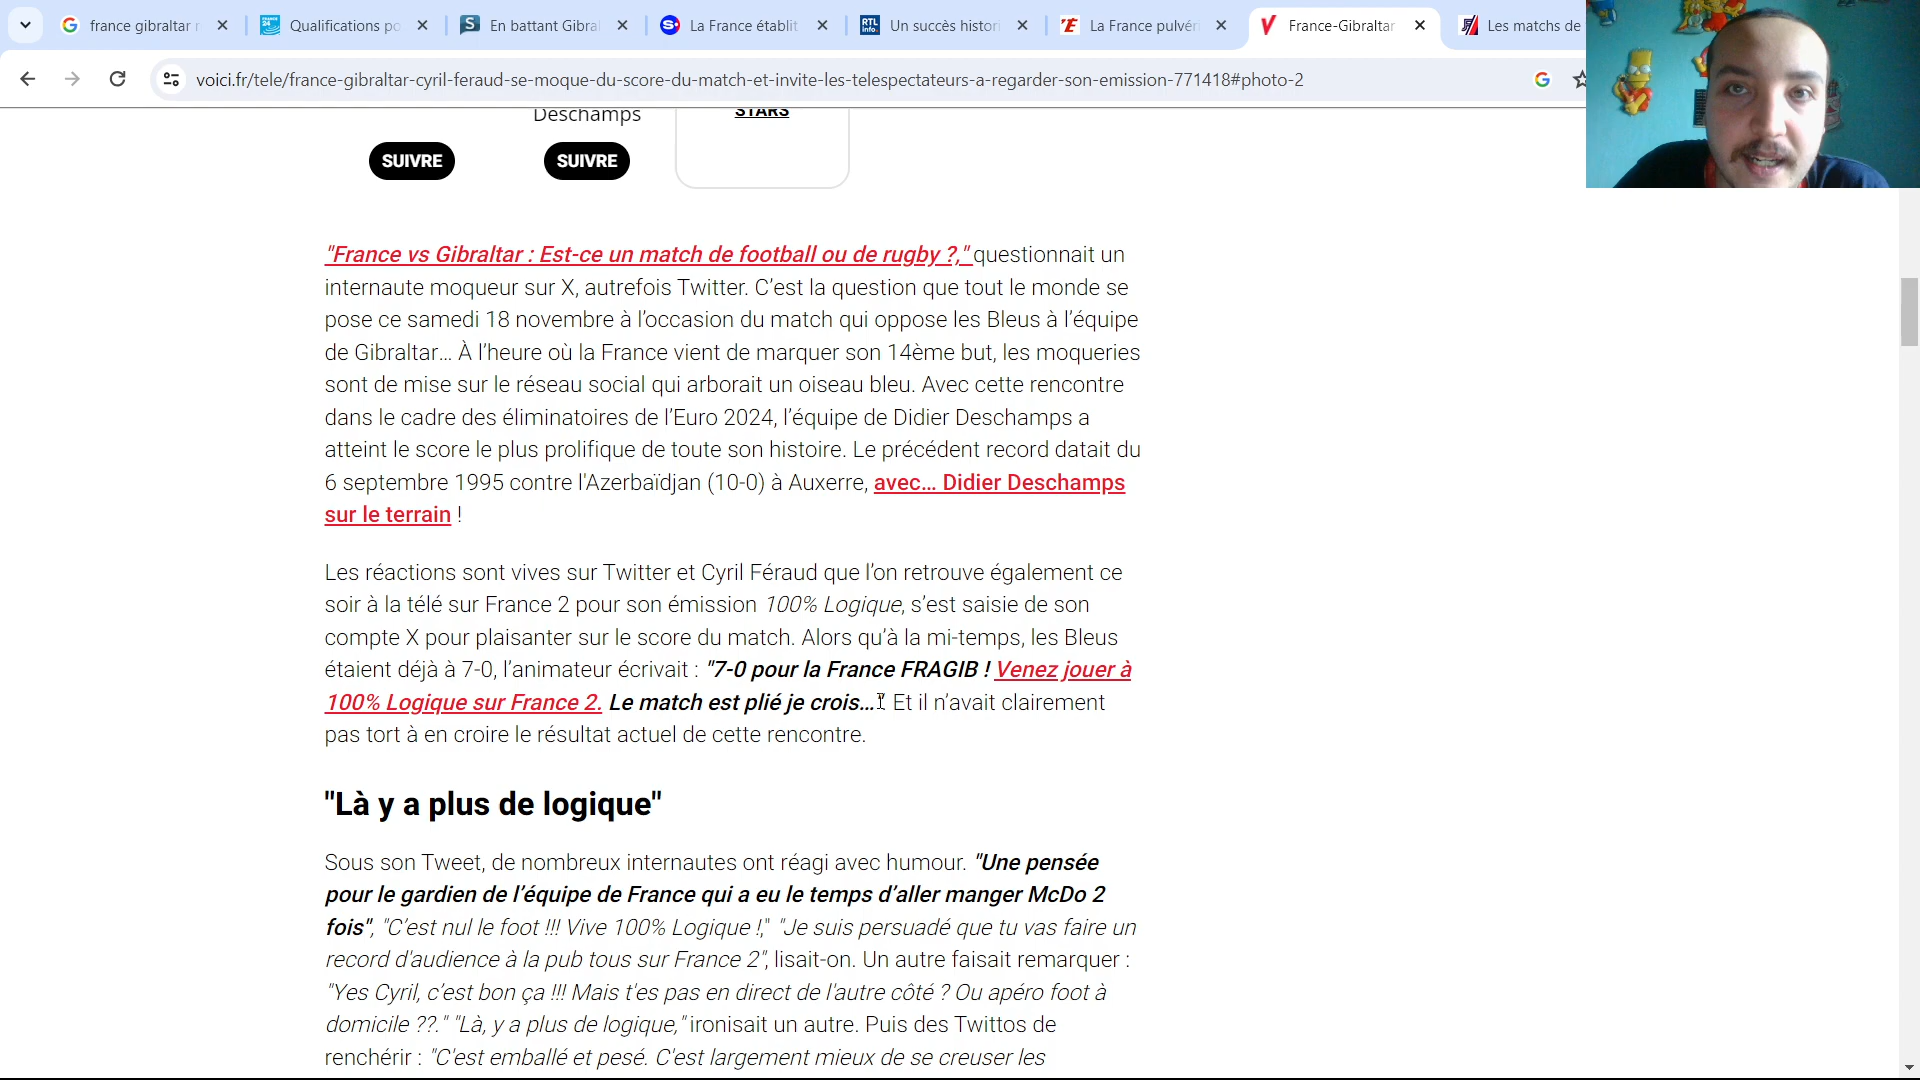 france gibraltar r
Qualifications po
En battant Gibral
La France établit
Un succès histori
La France pulvéri
France-Gibraltar
Les matchs de
voici.fr/tele/france-gibraltar-cyril-feraud-se-moque-du-score-du-match-et-invite-les-telespectateurs-a-regarder-son-emission-771418#photo-2
Deschamps
STARS
SUIVRE
SUIVRE
"France vs Gibraltar : Est-ce un match de football ou de rugby ?," questionnait un
internaute moqueur sur X, autrefois Twitter. C’est la question que tout le monde se
pose ce samedi 18 novembre à l’occasion du match qui oppose les Bleus à l’équipe
de Gibraltar… À l’heure où la France vient de marquer son 14ème but, les moqueries
sont de mise sur le réseau social qui arborait un oiseau bleu. Avec cette rencontre
dans le cadre des éliminatoires de l’Euro 2024, l’équipe de Didier Deschamps a
atteint le score le plus prolifique de toute son histoire. Le précédent record datait du
6 septembre 1995 contre l'Azerbaïdjan (10-0) à Auxerre, avec… Didier Deschamps
sur le terrain !
Les réactions sont vives sur Twitter et Cyril Féraud que l’on retrouve également ce
soir à la télé sur France 2 pour son émission 100% Logique, s’est saisie de son
compte X pour plaisanter sur le score du match. Alors qu’à la mi-temps, les Bleus
étaient déjà à 7-0, l’animateur écrivait : "7-0 pour la France FRAGIB ! Venez jouer à
100% Logique sur France 2. Le match est plié je crois…" Et il n’avait clairement
pas tort à en croire le résultat actuel de cette rencontre.
"Là y a plus de logique"
Sous son Tweet, de nombreux internautes ont réagi avec humour. "Une pensée
pour le gardien de l’équipe de France qui a eu le temps d’aller manger McDo 2
fois", "C’est nul le foot !!! Vive 100% Logique !," "Je suis persuadé que tu vas faire un
record d'audience à la pub tous sur France 2", lisait-on. Un autre faisait remarquer :
"Yes Cyril, c’est bon ça !!! Mais t'es pas en direct de l'autre côté ? Ou apéro foot à
domicile ??." "Là, y a plus de logique," ironisait un autre. Puis des Twittos de
renchérir : "C'est emballé et pesé. C'est largement mieux de se creuser les